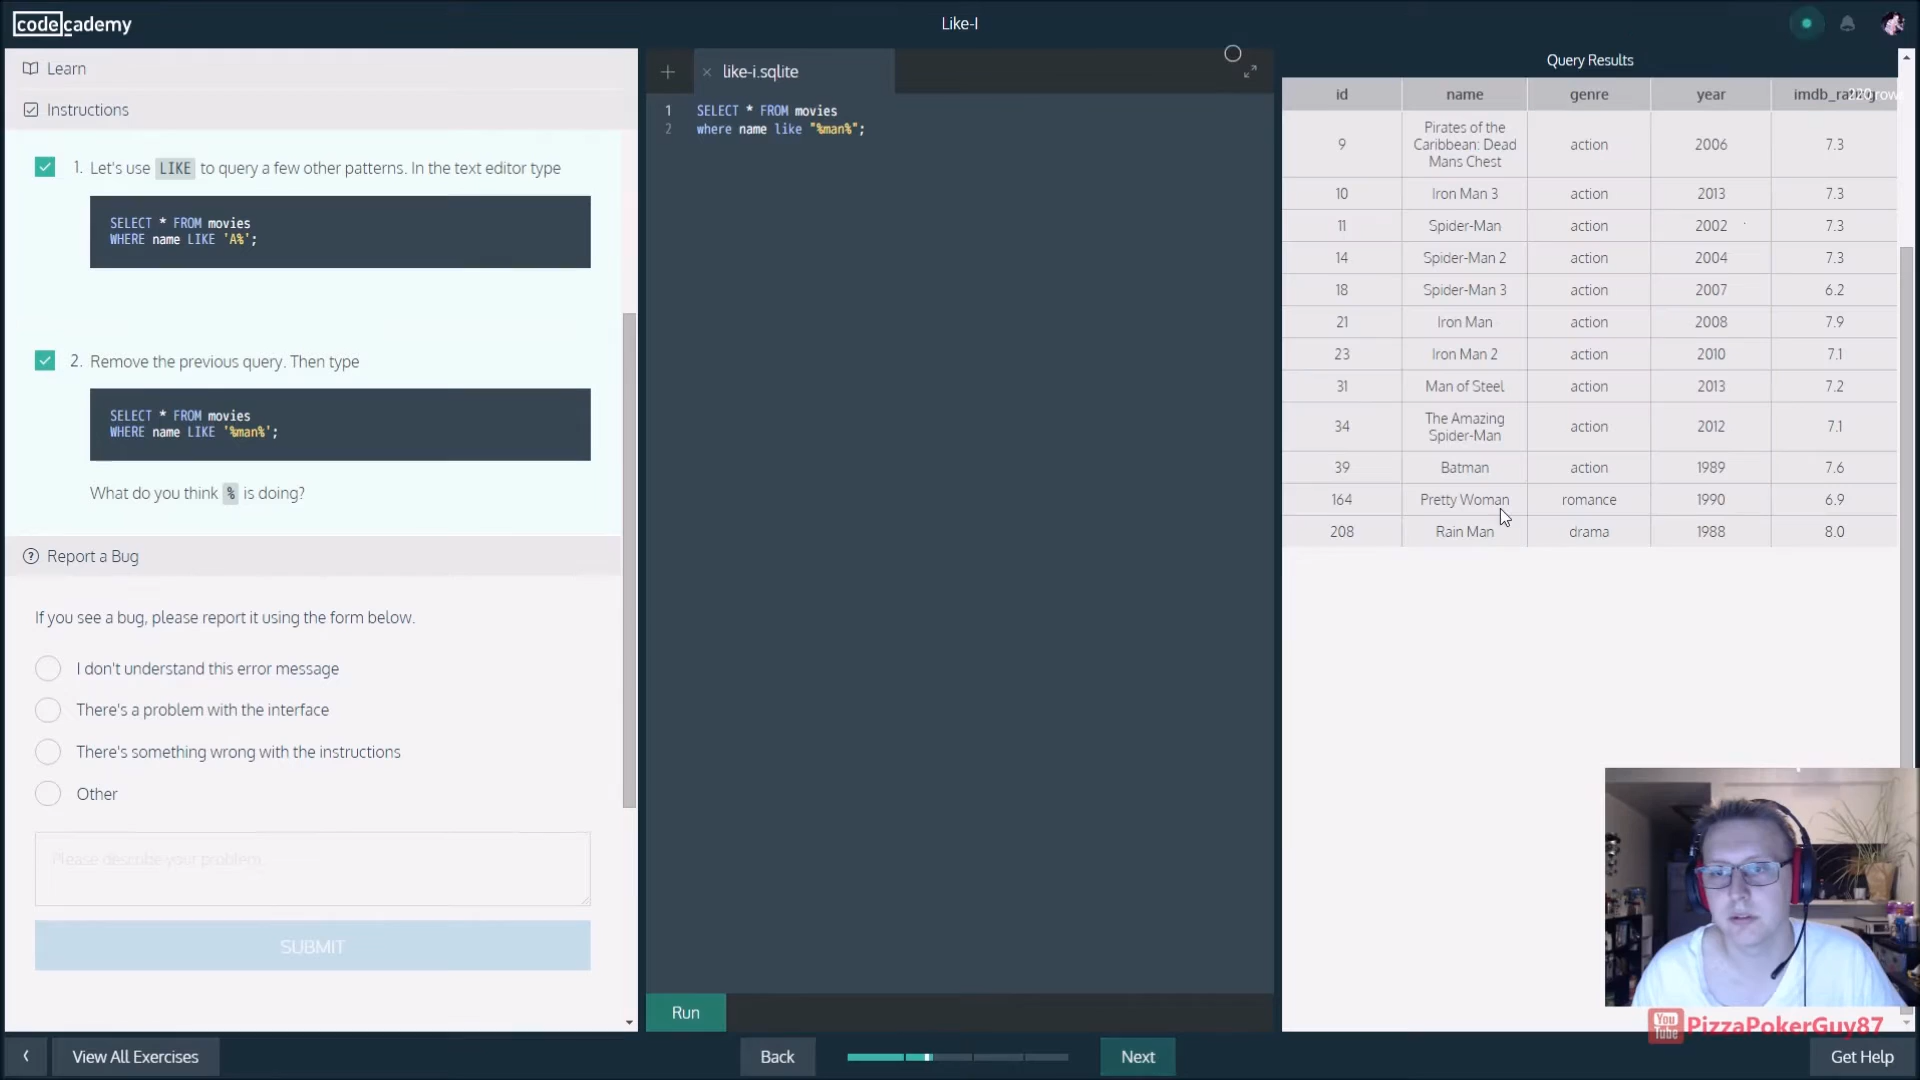 codecademy
Like-I
Learn
Instructions
1. Let's use LIKE to query a few other patterns. In the text editor type
SELECT * FROM movies
WHERE name LIKE 'A%';
2. Remove the previous query. Then type
SELECT * FROM movies
WHERE name LIKE '%man%';
What do you think % is doing?
Report a Bug
If you see a bug, please report it using the form below.
I don't understand this error message
There's a problem with the interface
There's something wrong with the instructions
Other
Please describe your problem.
SUBMIT
like-i.sqlite
1 SELECT * FROM movies
2 where name like "%man%";
Run
Query Results
id name genre year
9 Pirates of the Caribbean: Dead Mans Chest action 2006 7.3
10 Iron Man 3 action 2013 7.3
11 Spider-Man action 2002 7.3
14 Spider-Man 2 action 2004 7.3
18 Spider-Man 3 action 2007 6.2
21 Iron Man action 2008 7.9
23 Iron Man 2 action 2010 7.1
31 Man of Steel action 2013 7.2
34 The Amazing Spider-Man action 2012 7.1
39 Batman action 1989 7.6
164 Pretty Woman romance 1990 6.9
208 Rain Man drama 1988 8.0
You Tube PizzaPokerGuy87
View All Exercises
Back
Next
Get Help